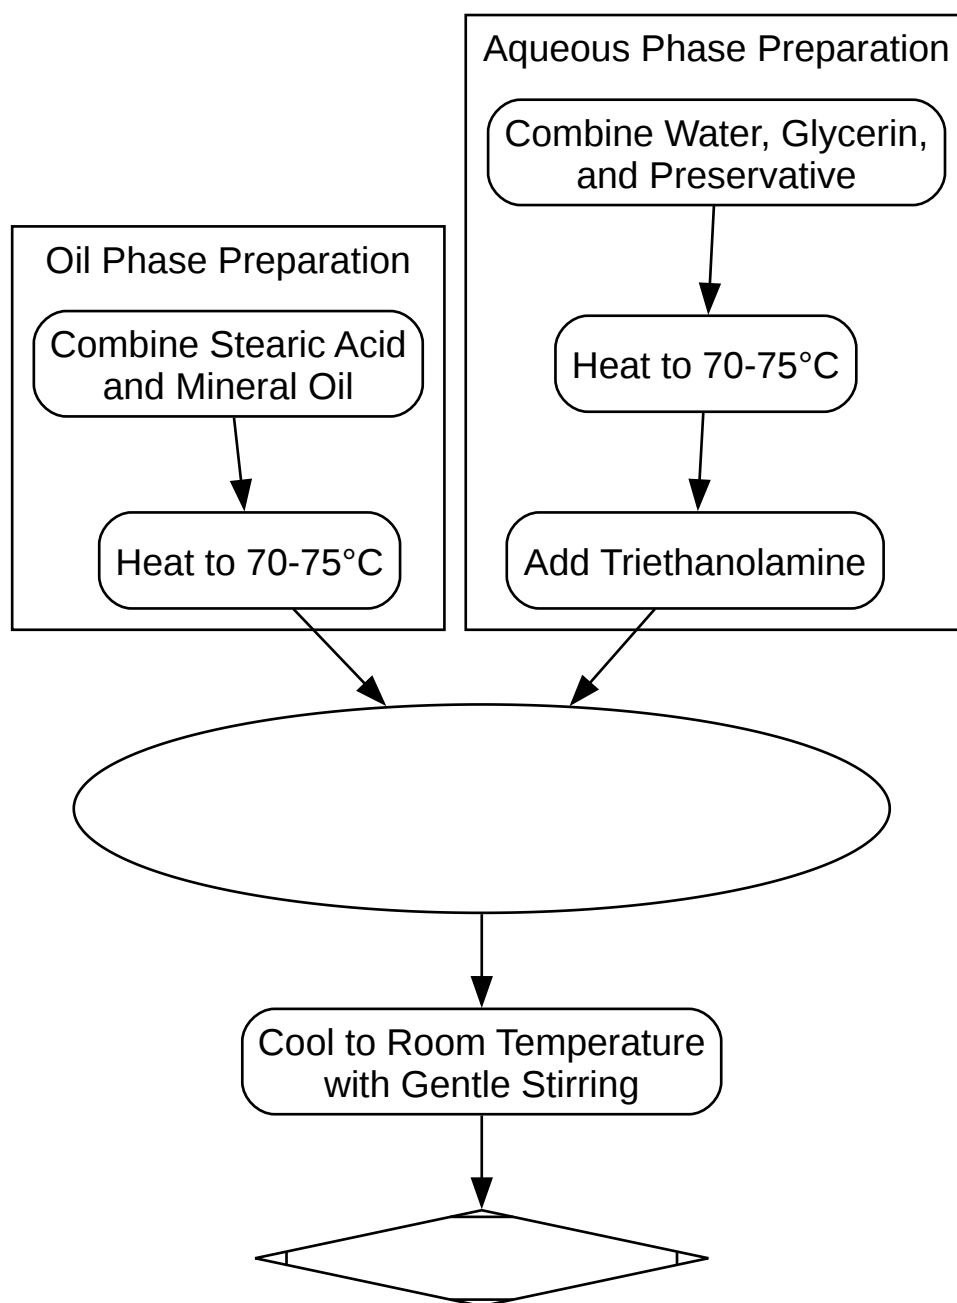 Aqueous Phase Preparation
Combine Water, Glycerin,
and Preservative
Heat to 70-75°C
Add Triethanolamine
Oil Phase Preparation
Combine Stearic Acid
and Mineral Oil
Heat to 70-75°C
Cool to Room Temperature
with Gentle Stirring